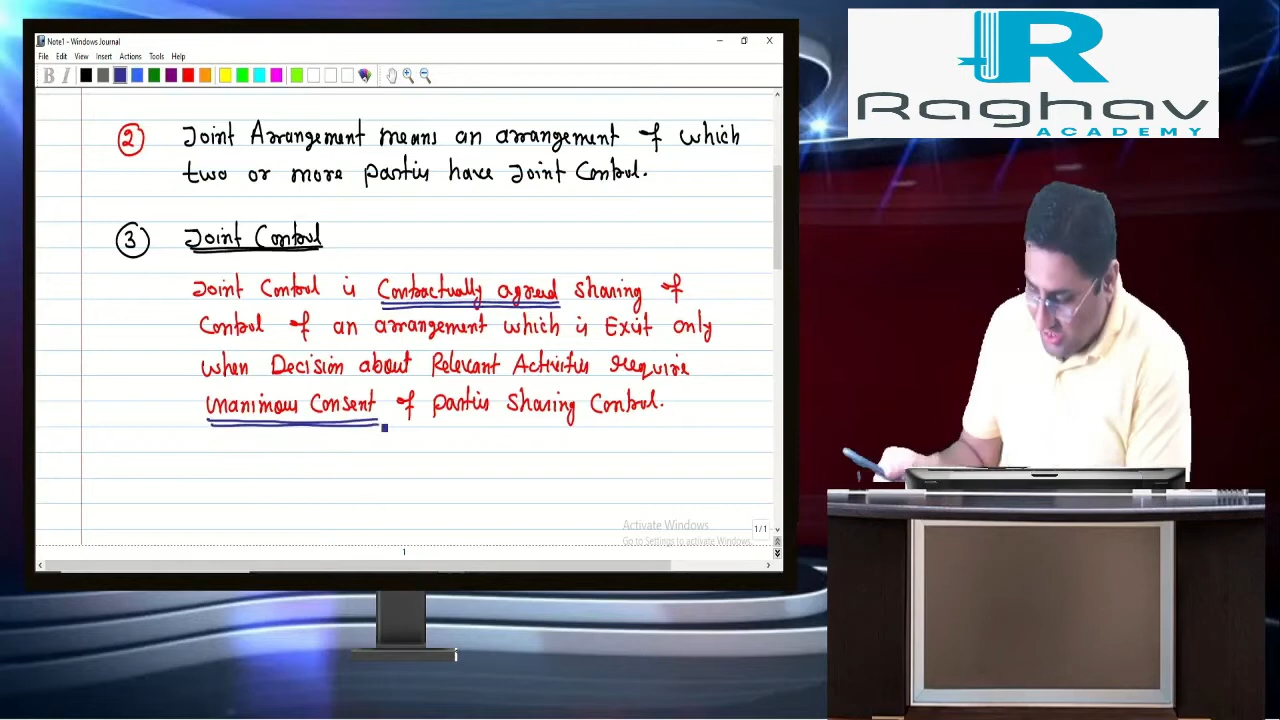 Note1 - Windows Journal
File Edit View Insert Actions Tools Help
B I
2 Joint Arrangement means an arrangement of which
two or more parties have Joint Control.
3 Joint Control
Joint Control is Contractually agreed sharing of
Control of an arrangement which is Exist only
when Decision about Relevant Activities require
Unanimous Consent of parties sharing Control.
Activate Windows
Go to Settings to activate Windows.
1/1
1
R
Raghav
ACADEMY